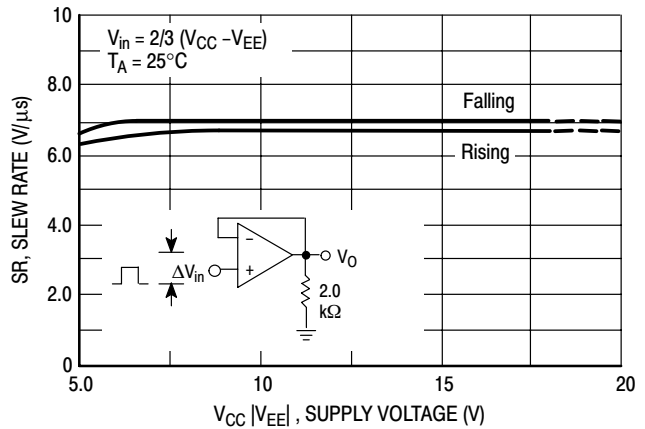 10
V_in = 2/3 (V_CC –V_EE)
T_A = 25°C
8.0
Falling
6.0
Rising
SR, SLEW RATE (V/μs)
4.0
–
V_O
ΔV_in
+
2.0
2.0
kΩ
0
5.0
10
15
20
V_CC |V_EE| , SUPPLY VOLTAGE (V)